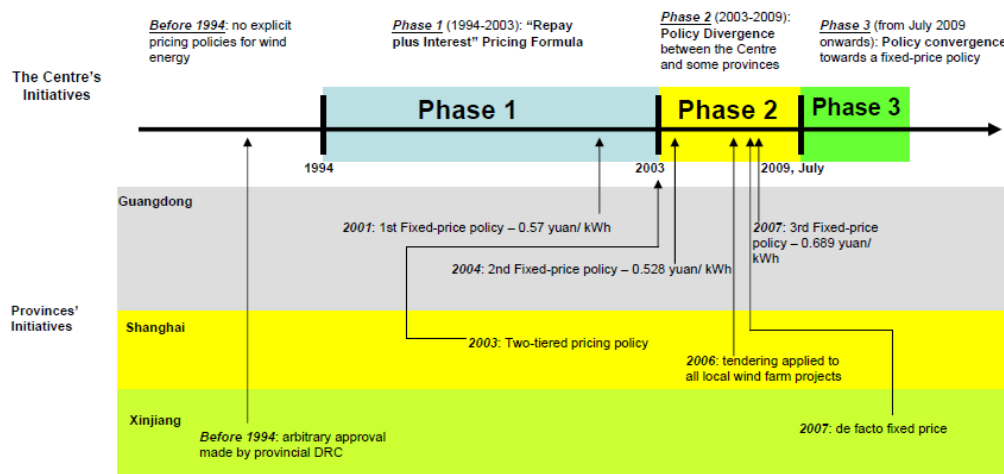 Before 1994: no explicit
pricing policies for wind
energy
Phase 1 (1994-2003): “Repay
plus Interest” Pricing Formula
Phase 2 (2003-2009):
Policy Divergence
between the Centre
and some provinces
Phase 3 (from July 2009
onwards): Policy convergence
towards a fixed-price policy
The Centre’s
Initiatives
Phase 1
Phase 2
Phase 3
1994
2003
2009, July
Guangdong
2001: 1st Fixed-price policy – 0.57 yuan/ kWh
2007: 3rd Fixed-price
policy – 0.689 yuan/
kWh
2004: 2nd Fixed-price policy – 0.528 yuan/ kWh
Provinces’
Initiatives
Shanghai
2003: Two-tiered pricing policy
2006: tendering applied to
all local wind farm projects
Xinjiang
Before 1994: arbitrary approval
made by provincial DRC
2007: de facto fixed price